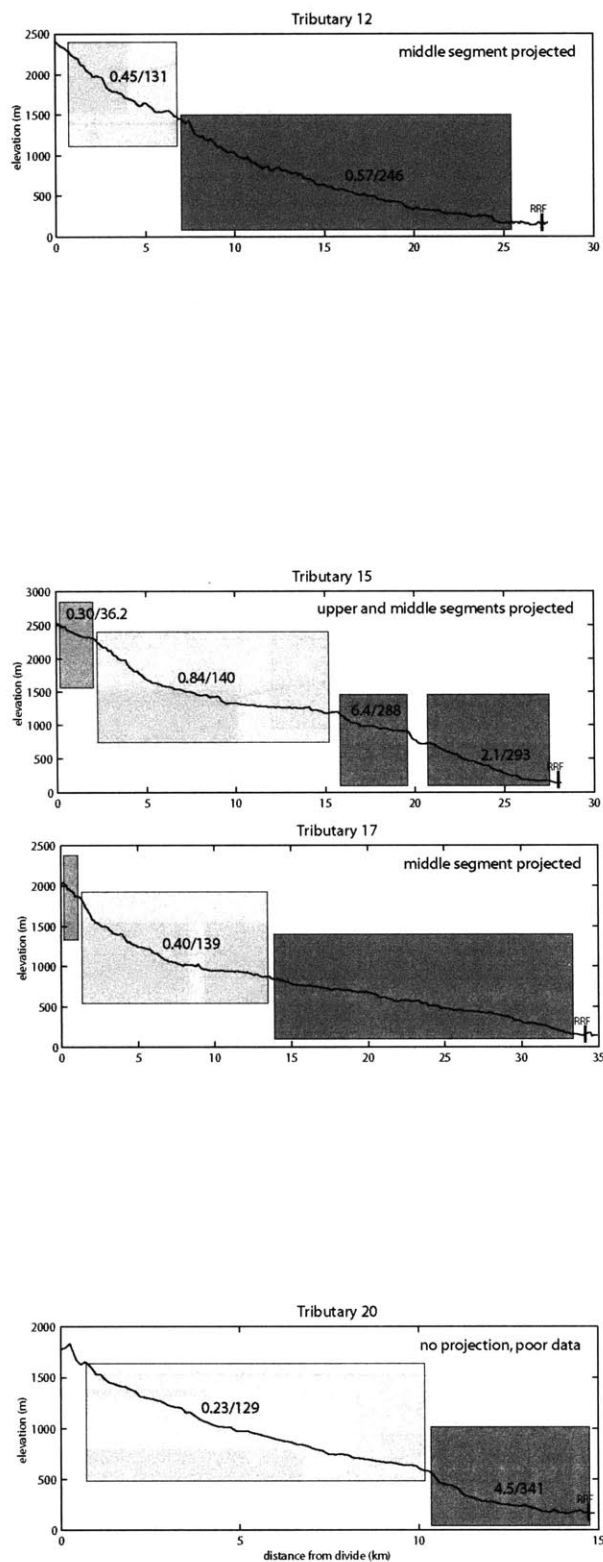 Tributary 12
middle segment projected
2500
2000
1500
1000
500
0
elevation (m)
0.45/131
0.57/246
RRF
0 5 10 15 20 25 30
Tributary 15
upper and middle segments projected
3000
2500
2000
1500
1000
500
0
elevation (m)
0.30/36.2
0.84/140
6.4/288
2.1/293
RRF
0 5 10 15 20 25 30
Tributary 17
middle segment projected
2500
2000
1500
1000
500
0
elevation (m)
0.40/139
RRF
0 5 10 15 20 25 30 35
Tributary 20
no projection, poor data
2000
1500
1000
500
0
elevation (m)
0.23/129
4.5/341
RRF
0 5 10 15
distance from divide (km)